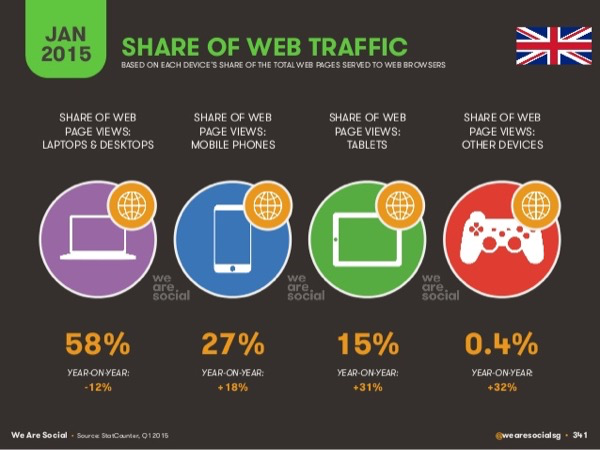 JAN
2015
SHARE OF WEB TRAFFIC
BASED ON EACH DEVICE'S SHARE OF THE TOTAL WEB PAGES SERVED TO WEB BROWSERS
SHARE OF WEB
PAGE VIEWS:
LAPTOPS & DESKTOPS
SHARE OF WEB
PAGE VIEWS:
MOBILE PHONES
SHARE OF WEB
PAGE VIEWS:
TABLETS
SHARE OF WEB
PAGE VIEWS:
OTHER DEVICES
we
are
social
we
are
social
we
are
social
58%
YEAR-ON-YEAR:
-12%
27%
YEAR-ON-YEAR:
+18%
15%
YEAR-ON-YEAR:
+31%
0.4%
YEAR-ON-YEAR:
+32%
We Are Social • Source: StatCounter, Q1 2015
@wearesocialsg • 341